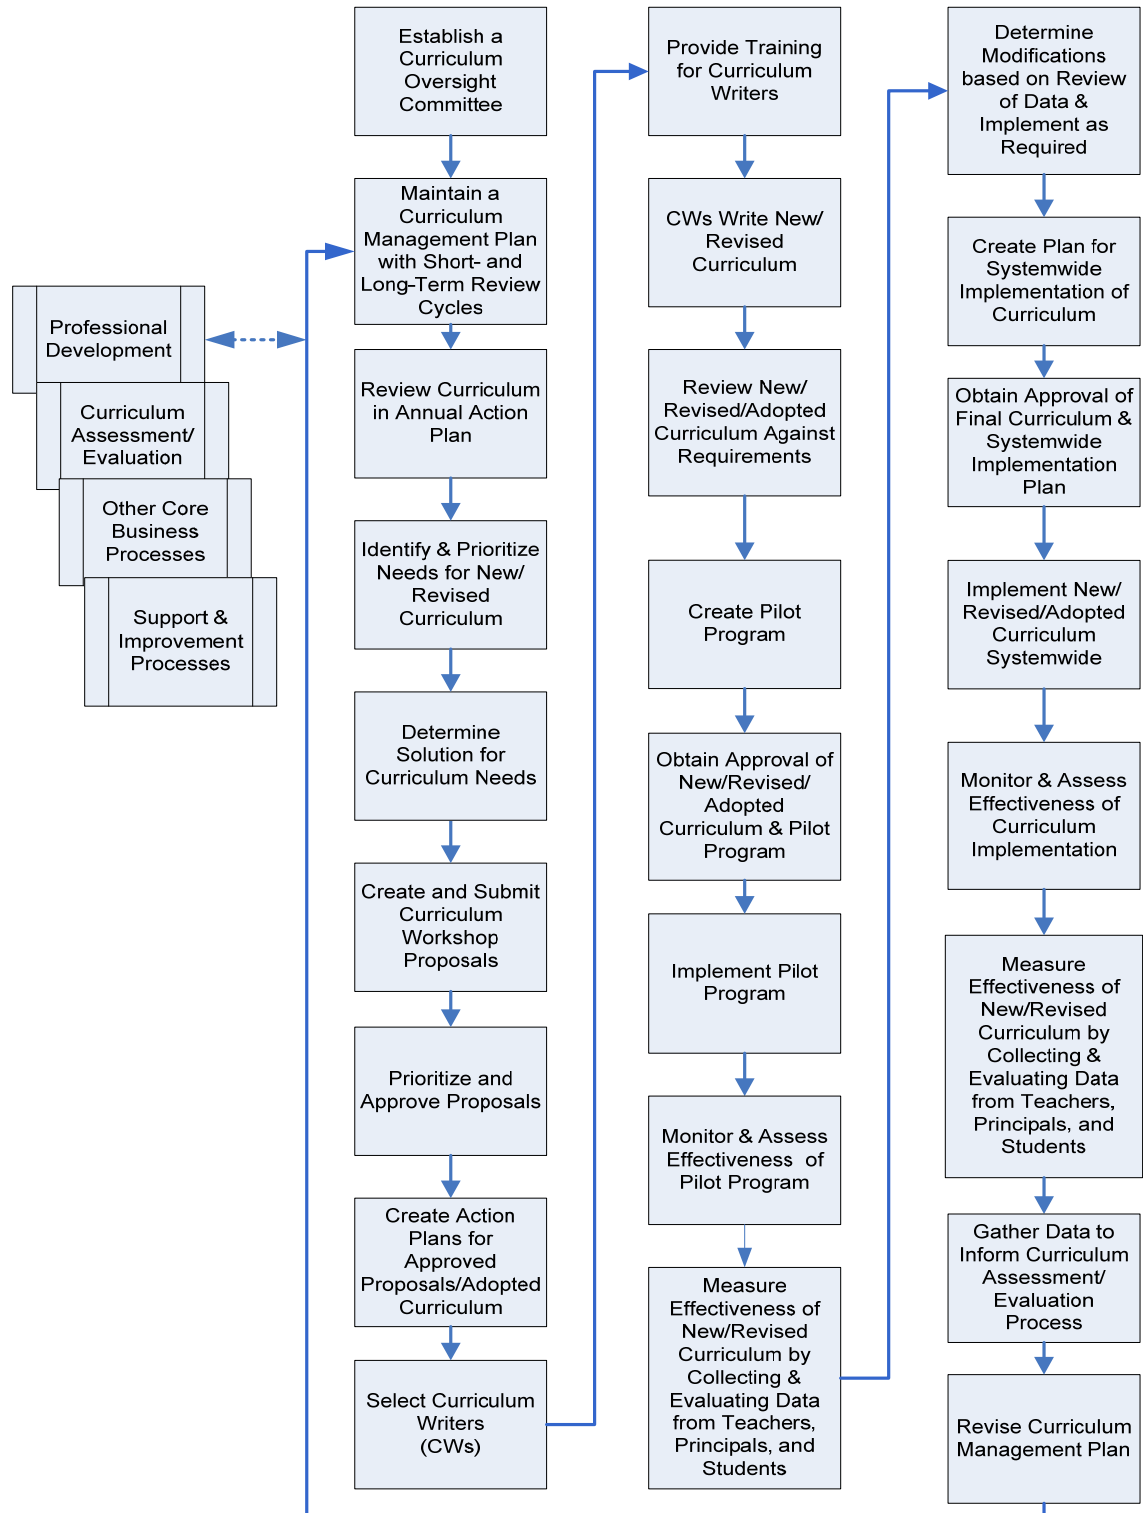 Establish a
Curriculum
Oversight
Committee
Maintain a
Curriculum
Management Plan
with Short- and
Long-Term Review
Cycles
Professional
Development
Curriculum
Assessment/
Evaluation
Other Core
Business
Processes
Support &
Improvement
Processes
Review Curriculum
in Annual Action
Plan
Identify & Prioritize
Needs for New/
Revised
Curriculum
Determine
Solution for
Curriculum Needs
Create and Submit
Curriculum
Workshop
Proposals
Prioritize and
Approve Proposals
Create Action
Plans for
Approved
Proposals/Adopted
Curriculum
Select Curriculum
Writers
(CWs)
Provide Training
for Curriculum
Writers
CWs Write New/
Revised
Curriculum
Review New/
Revised/Adopted
Curriculum Against
Requirements
Create Pilot
Program
Obtain Approval of
New/Revised/
Adopted
Curriculum & Pilot
Program
Implement Pilot
Program
Monitor & Assess
Effectiveness of
Pilot Program
Measure
Effectiveness of
New/Revised
Curriculum by
Collecting &
Evaluating Data
from Teachers,
Principals, and
Students
Determine
Modifications
based on Review
of Data &
Implement as
Required
Create Plan for
Systemwide
Implementation of
Curriculum
Obtain Approval of
Final Curriculum &
Systemwide
Implementation
Plan
Implement New/
Revised/Adopted
Curriculum
Systemwide
Monitor & Assess
Effectiveness of
Curriculum
Implementation
Measure
Effectiveness of
New/Revised
Curriculum by
Collecting &
Evaluating Data
from Teachers,
Principals, and
Students
Gather Data to
Inform Curriculum
Assessment/
Evaluation
Process
Revise Curriculum
Management Plan